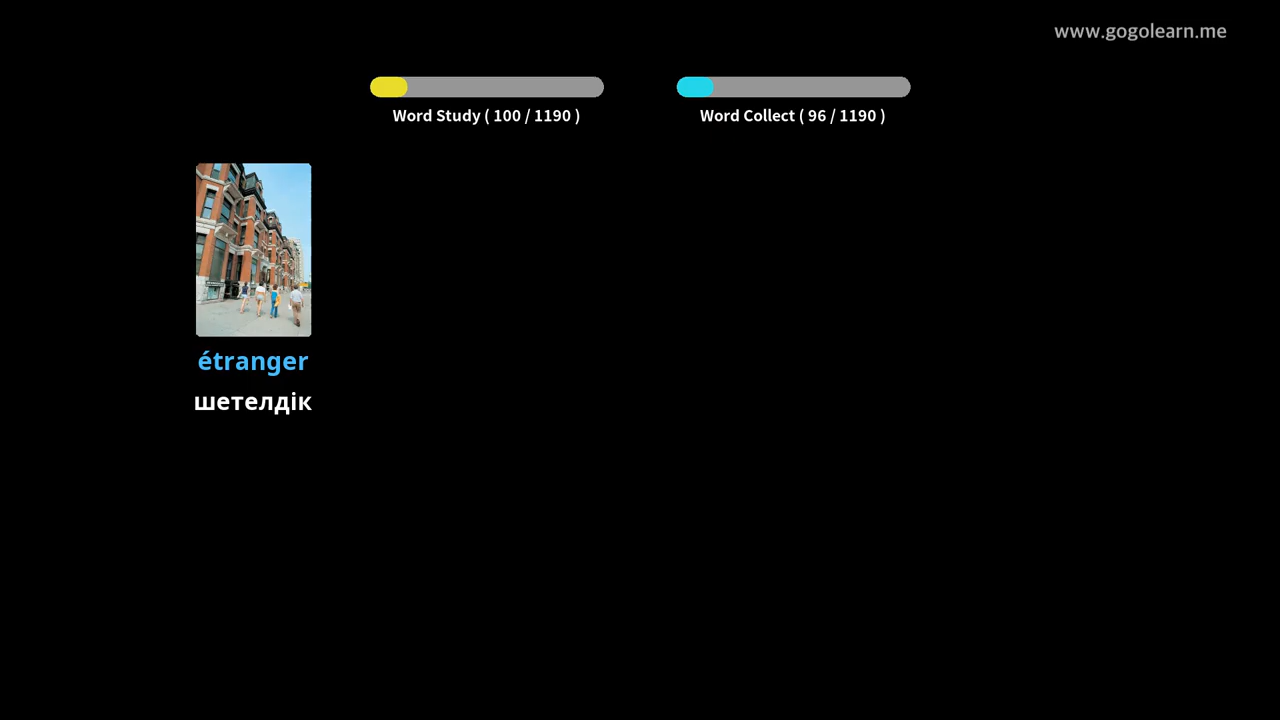 www.gogolearn.me
Word Study ( 100 / 1190 )
Word Collect ( 96 / 1190 )
étranger
шетелдік